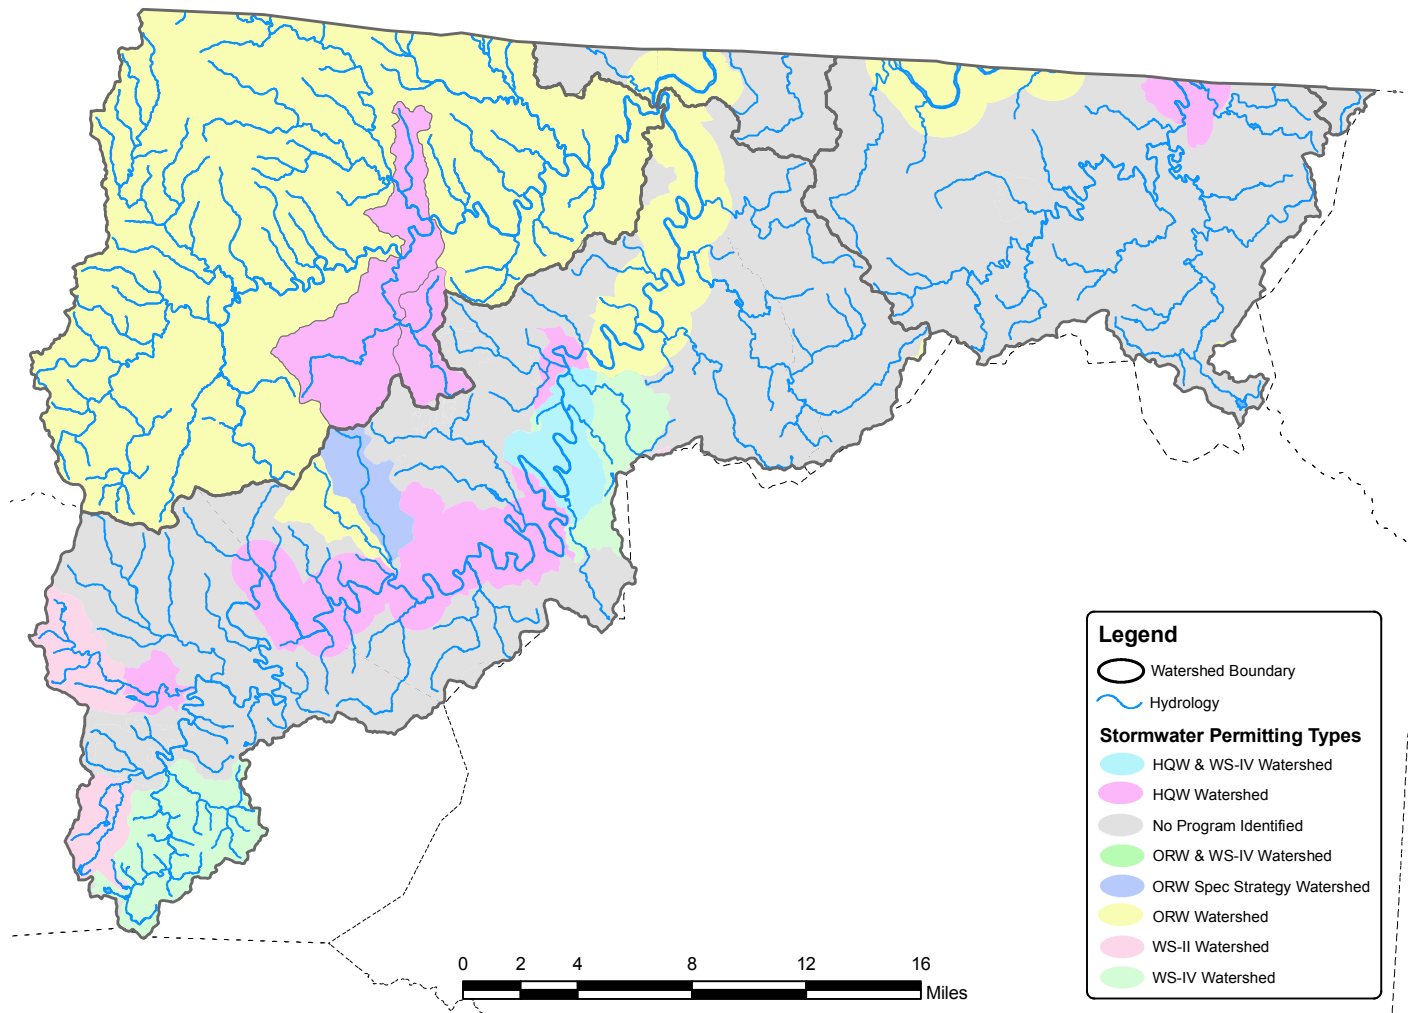 Legend
Watershed Boundary
Hydrology
Stormwater Permitting Types
HQW & WS-IV Watershed
HQW Watershed
No Program Identified
ORW & WS-IV Watershed
ORW Spec Strategy Watershed
ORW Watershed
WS-II Watershed
WS-IV Watershed
0 2 4 8 12 16
Miles